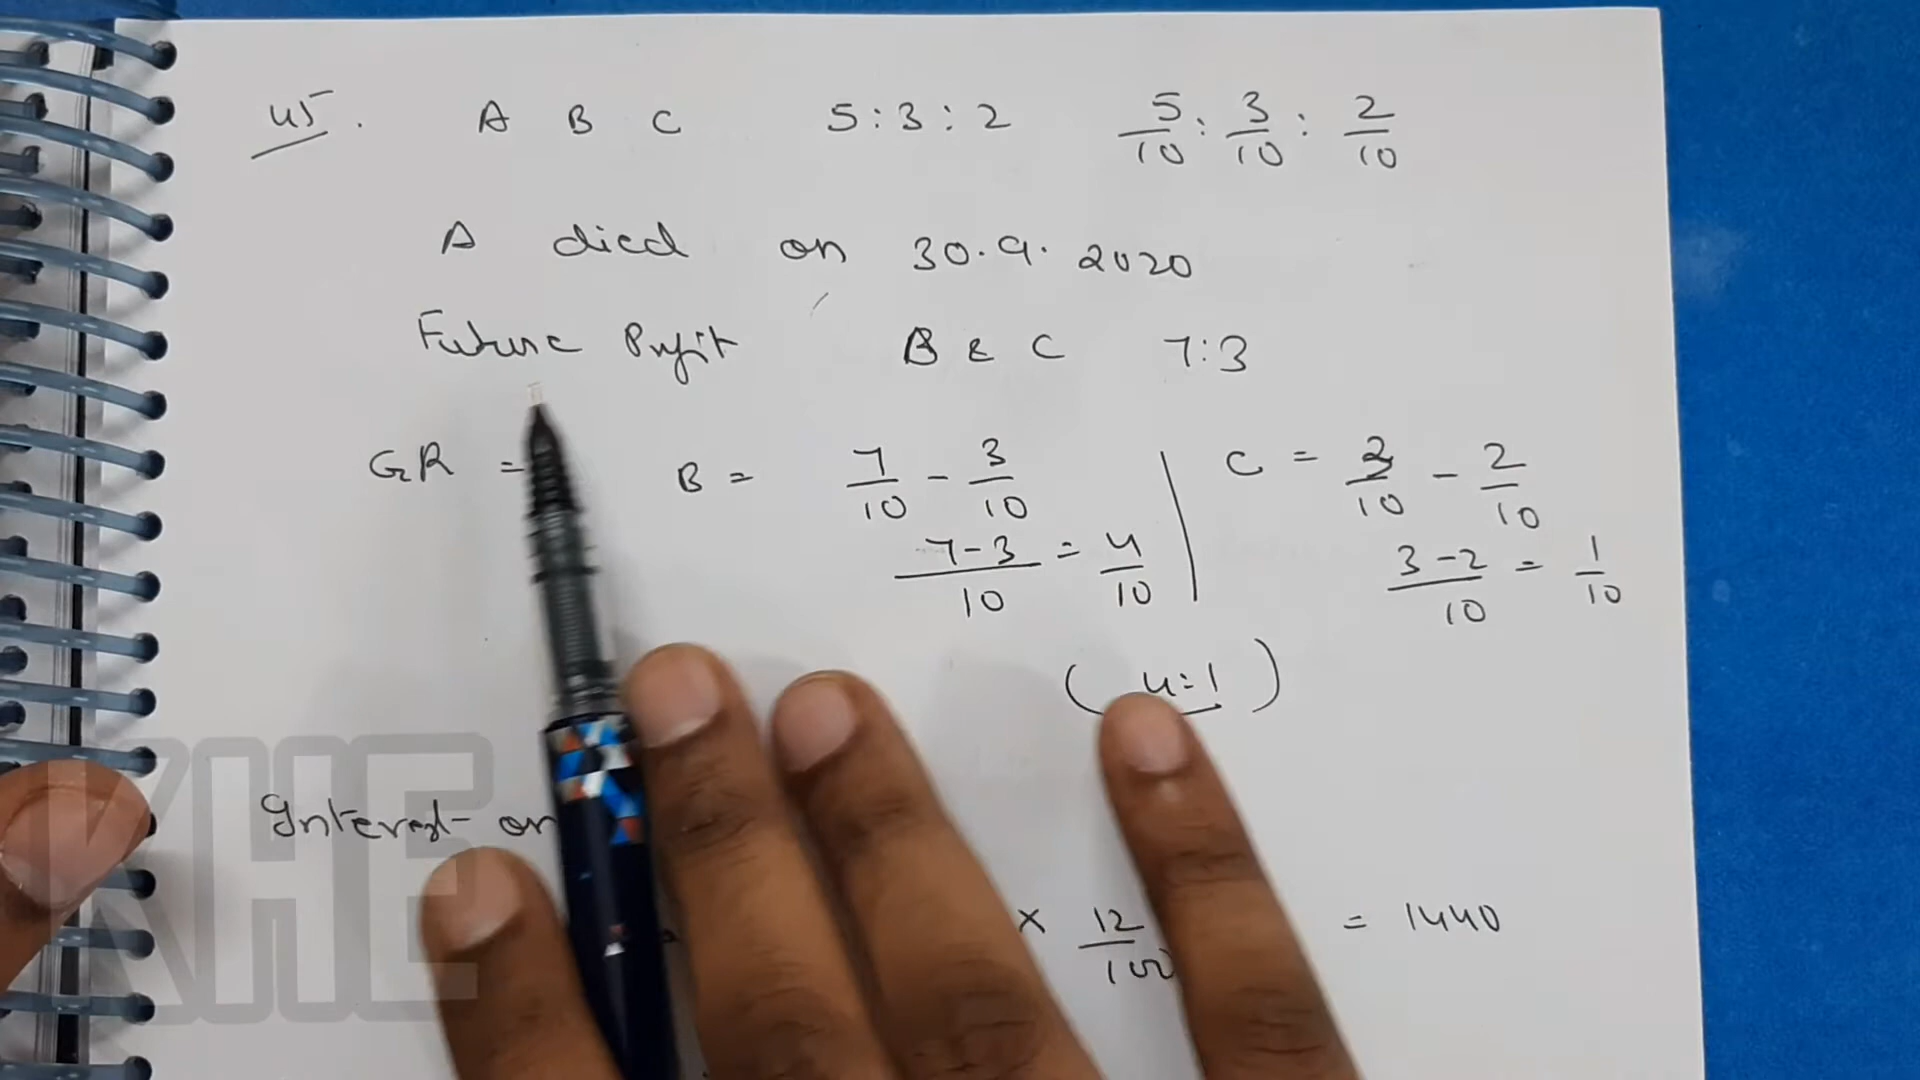 45. A B C 5:3:2 5/10 : 3/10 : 2/10
A died on 30.9.2020
Future Profit B & C 7:3
GR = B = 7/10 - 3/10 C = 3/10 - 2/10
7-3/10 = 4/10 3-2/10 = 1/10
(4:1)
Interest on
x 12/100 = 1440
KHE